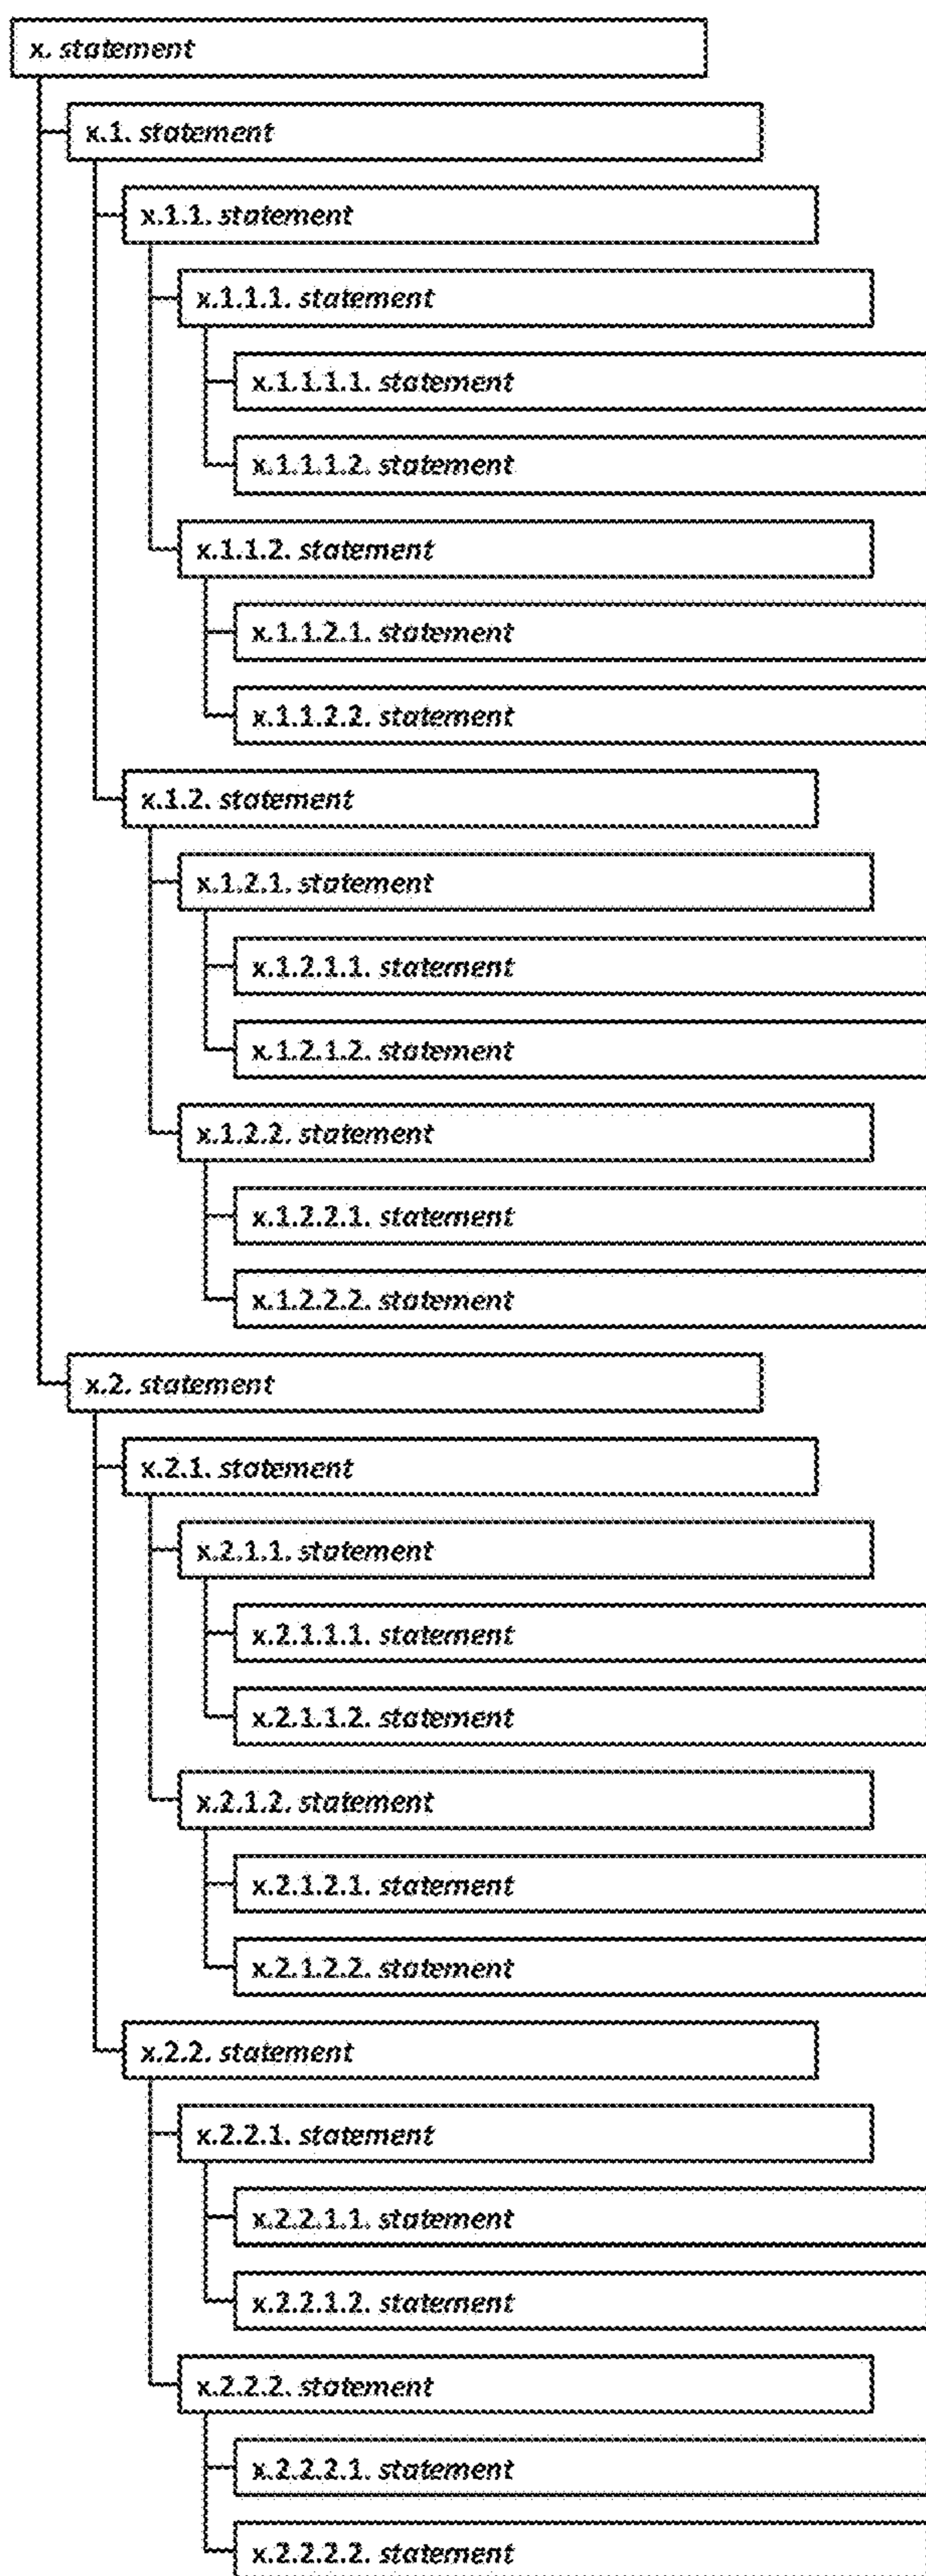 x. statement
x.1. statement
x.1.1. statement
x.1.1.1. statement
x.1.1.1.1. statement
x.1.1.1.2. statement
x.1.1.2. statement
x.1.1.2.1. statement
x.1.1.2.2. statement
x.1.2. statement
x.1.2.1. statement
x.1.2.1.1. statement
x.1.2.1.2. statement
x.1.2.2. statement
x.1.2.2.1. statement
x.1.2.2.2. statement
x.2. statement
x.2.1. statement
x.2.1.1. statement
x.2.1.1.1. statement
x.2.1.1.2. statement
x.2.1.2. statement
x.2.1.2.1. statement
x.2.1.2.2. statement
x.2.2. statement
x.2.2.1. statement
x.2.2.1.1. statement
x.2.2.1.2. statement
x.2.2.2. statement
x.2.2.2.1. statement
x.2.2.2.2. statement